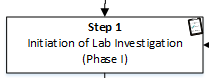 Step 1
Initiation of Lab Investigation
(Phase I)